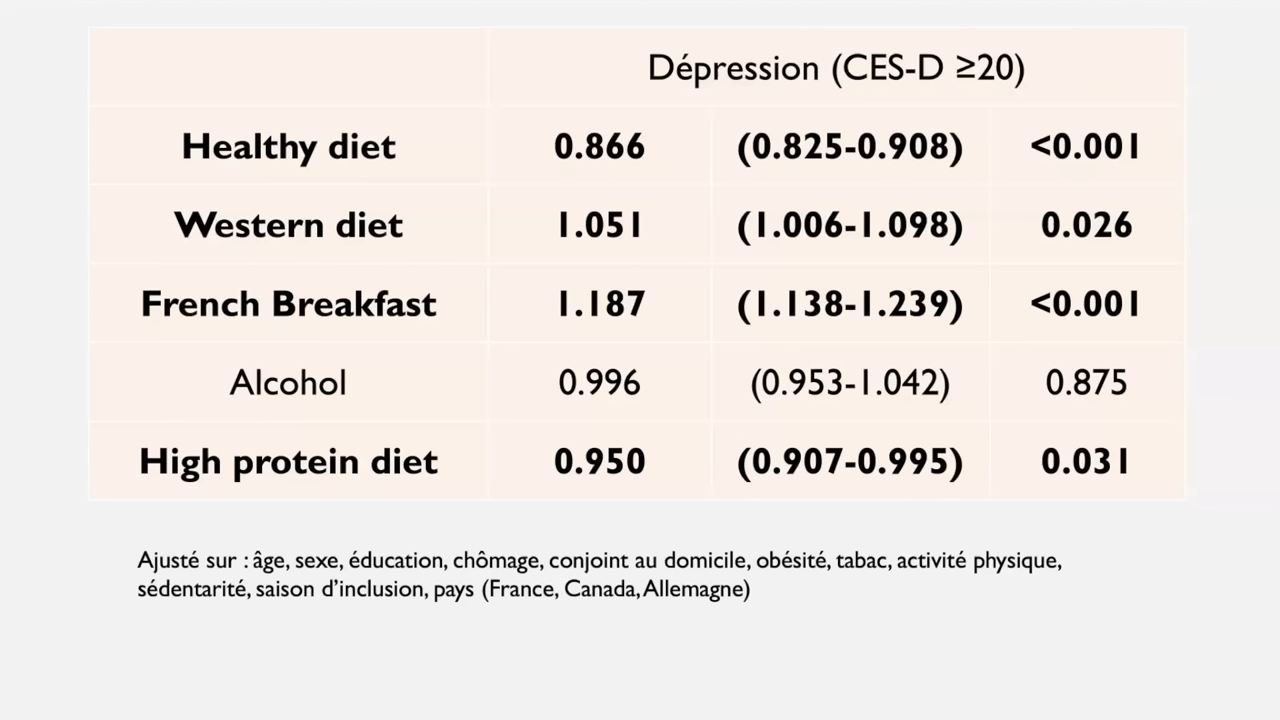 Dépression (CES-D ≥20)
Healthy diet 0.866 (0.825-0.908) <0.001
Western diet 1.051 (1.006-1.098) 0.026
French Breakfast 1.187 (1.138-1.239) <0.001
Alcohol 0.996 (0.953-1.042) 0.875
High protein diet 0.950 (0.907-0.995) 0.031
Ajusté sur : âge, sexe, éducation, chômage, conjoint au domicile, obésité, tabac, activité physique,
sédentarité, saison d’inclusion, pays (France, Canada, Allemagne)